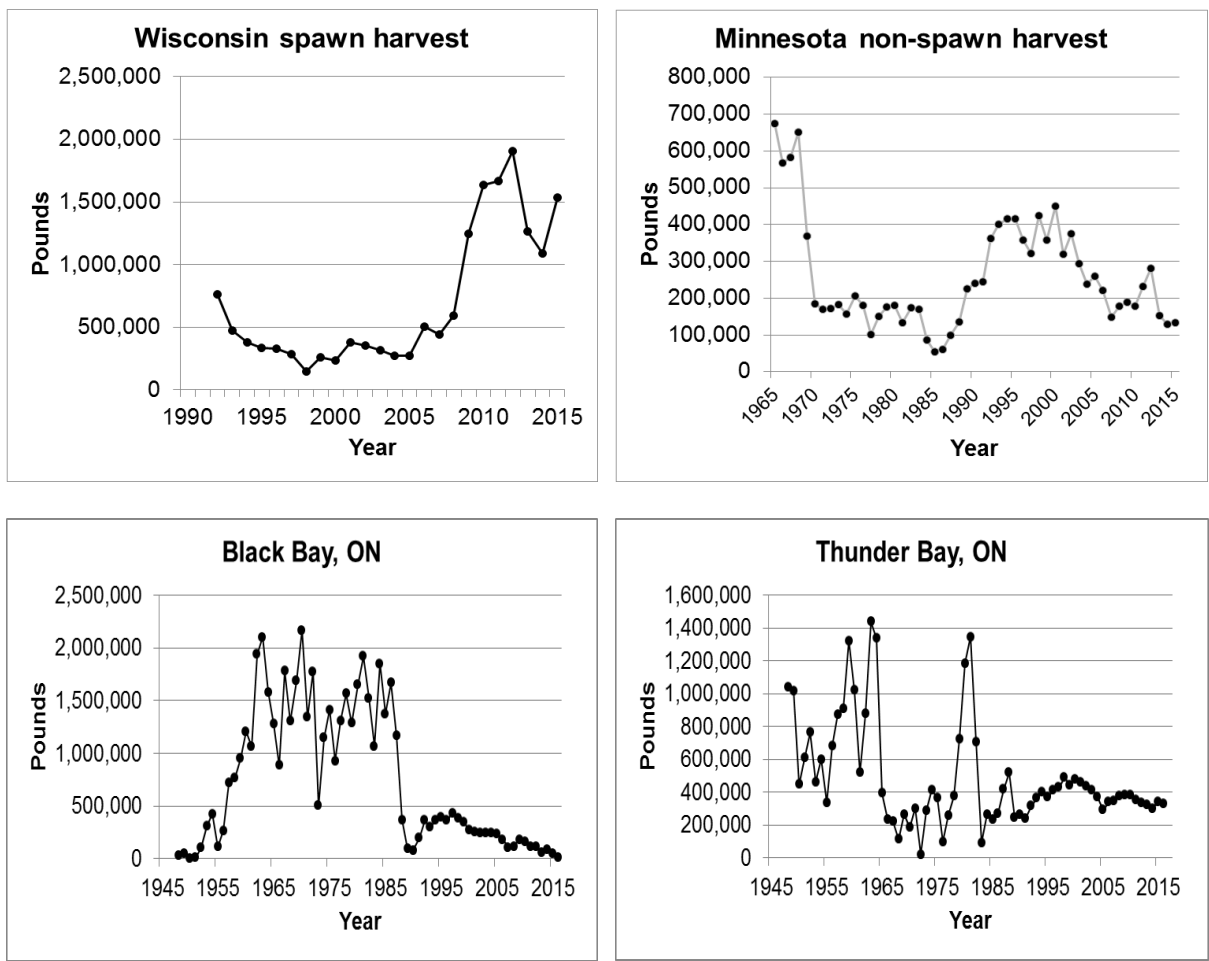 Wisconsin spawn harvest
2,500,000
2,000,000
1,500,000
1,000,000
500,000
0
Pounds
1990 1995 2000 2005 2010 2015
Year
Minnesota non-spawn harvest
800,000
700,000
600,000
500,000
400,000
300,000
200,000
100,000
0
Pounds
1965 1970 1975 1980 1985 1990 1995 2000 2005 2010 2015
Year
Black Bay, ON
2,500,000
2,000,000
1,500,000
1,000,000
500,000
0
Pounds
1945 1955 1965 1975 1985 1995 2005 2015
Year
Thunder Bay, ON
1,600,000
1,400,000
1,200,000
1,000,000
800,000
600,000
400,000
200,000
0
Pounds
1945 1955 1965 1975 1985 1995 2005 2015
Year